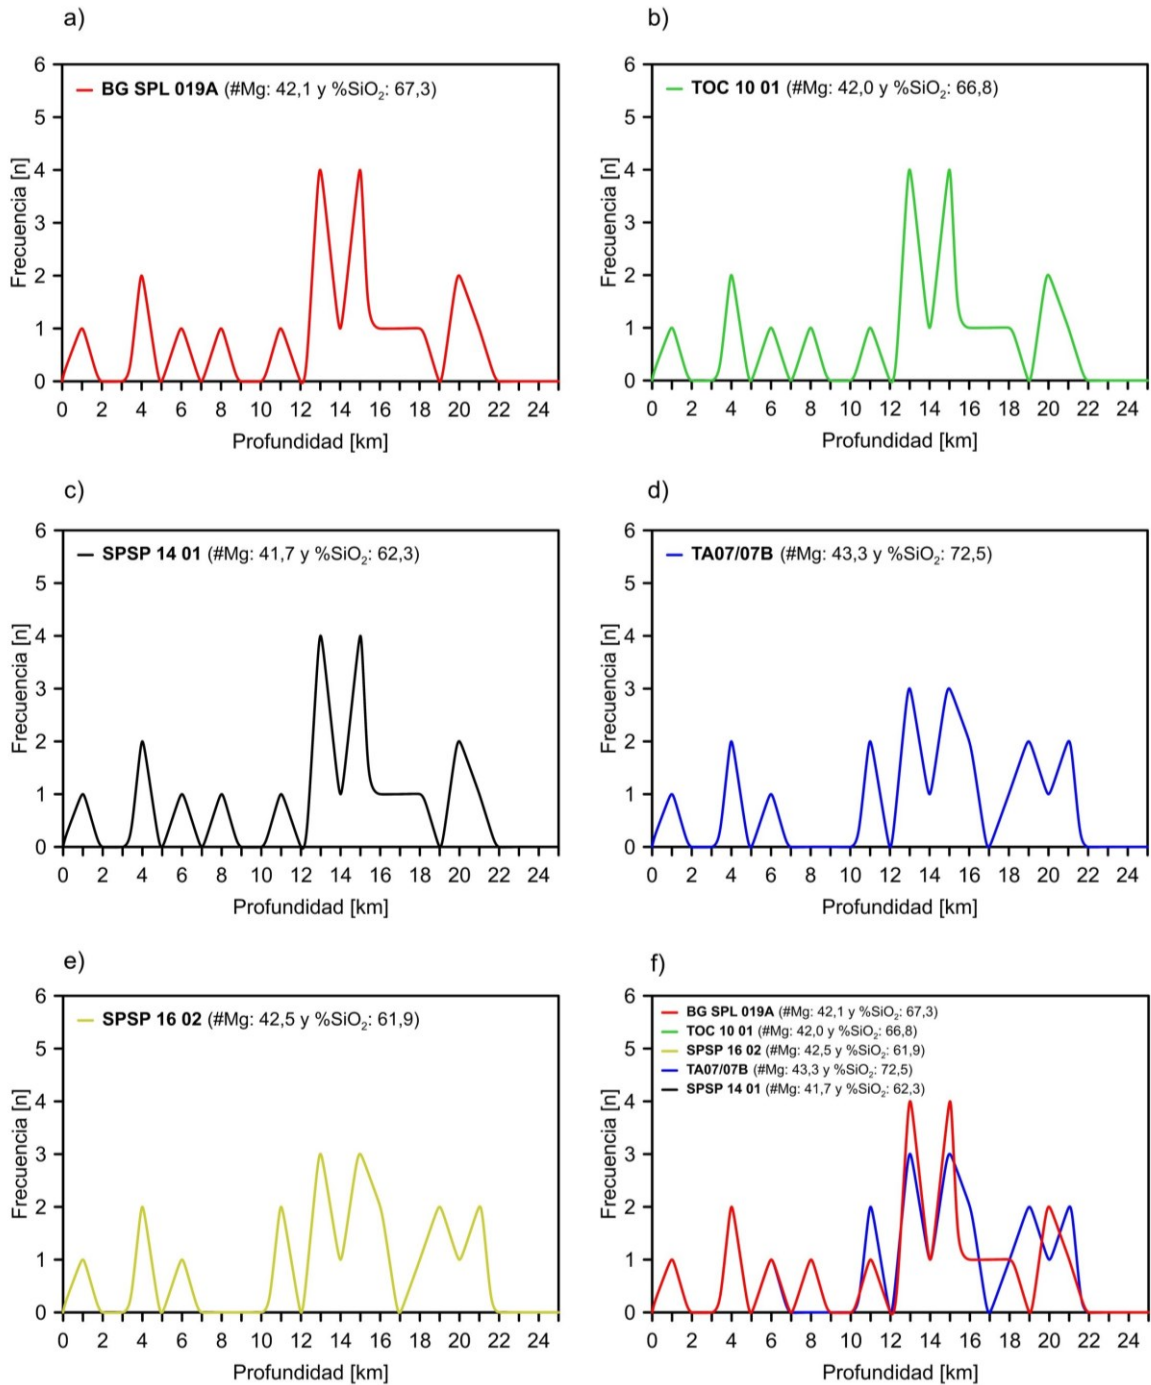 a)
6
BG SPL 019A (#Mg: 42,1 y %SiO₂: 67,3)
5
4
3
2
1
0
Frecuencia [n]
0 2 4 6 8 10 12 14 16 18 20 22 24
Profundidad [km]
b)
6
TOC 10 01 (#Mg: 42,0 y %SiO₂: 66,8)
5
4
3
2
1
0
Frecuencia [n]
0 2 4 6 8 10 12 14 16 18 20 22 24
Profundidad [km]
c)
6
SPSP 14 01 (#Mg: 41,7 y %SiO₂: 62,3)
5
4
3
2
1
0
Frecuencia [n]
0 2 4 6 8 10 12 14 16 18 20 22 24
Profundidad [km]
d)
6
TA07/07B (#Mg: 43,3 y %SiO₂: 72,5)
5
4
3
2
1
0
Frecuencia [n]
0 2 4 6 8 10 12 14 16 18 20 22 24
Profundidad [km]
e)
6
SPSP 16 02 (#Mg: 42,5 y %SiO₂: 61,9)
5
4
3
2
1
0
Frecuencia [n]
0 2 4 6 8 10 12 14 16 18 20 22 24
Profundidad [km]
f)
6
BG SPL 019A (#Mg: 42,1 y %SiO₂: 67,3)
TOC 10 01 (#Mg: 42,0 y %SiO₂: 66,8)
SPSP 16 02 (#Mg: 42,5 y %SiO₂: 61,9)
TA07/07B (#Mg: 43,3 y %SiO₂: 72,5)
SPSP 14 01 (#Mg: 41,7 y %SiO₂: 62,3)
5
4
3
2
1
0
Frecuencia [n]
0 2 4 6 8 10 12 14 16 18 20 22 24
Profundidad [km]